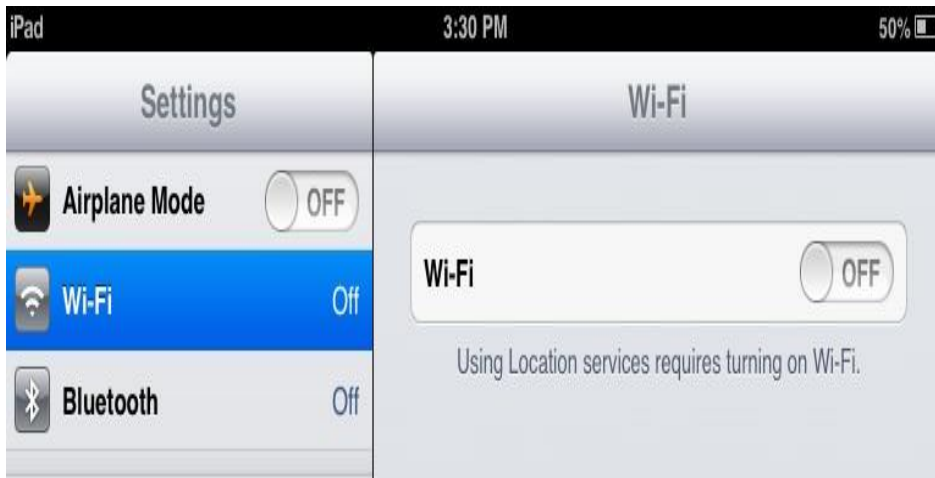 iPad 3:30 PM 50%
Settings
Airplane Mode OFF
Wi-Fi Off
Bluetooth Off
Wi-Fi
Wi-Fi OFF
Using Location services requires turning on Wi-Fi.